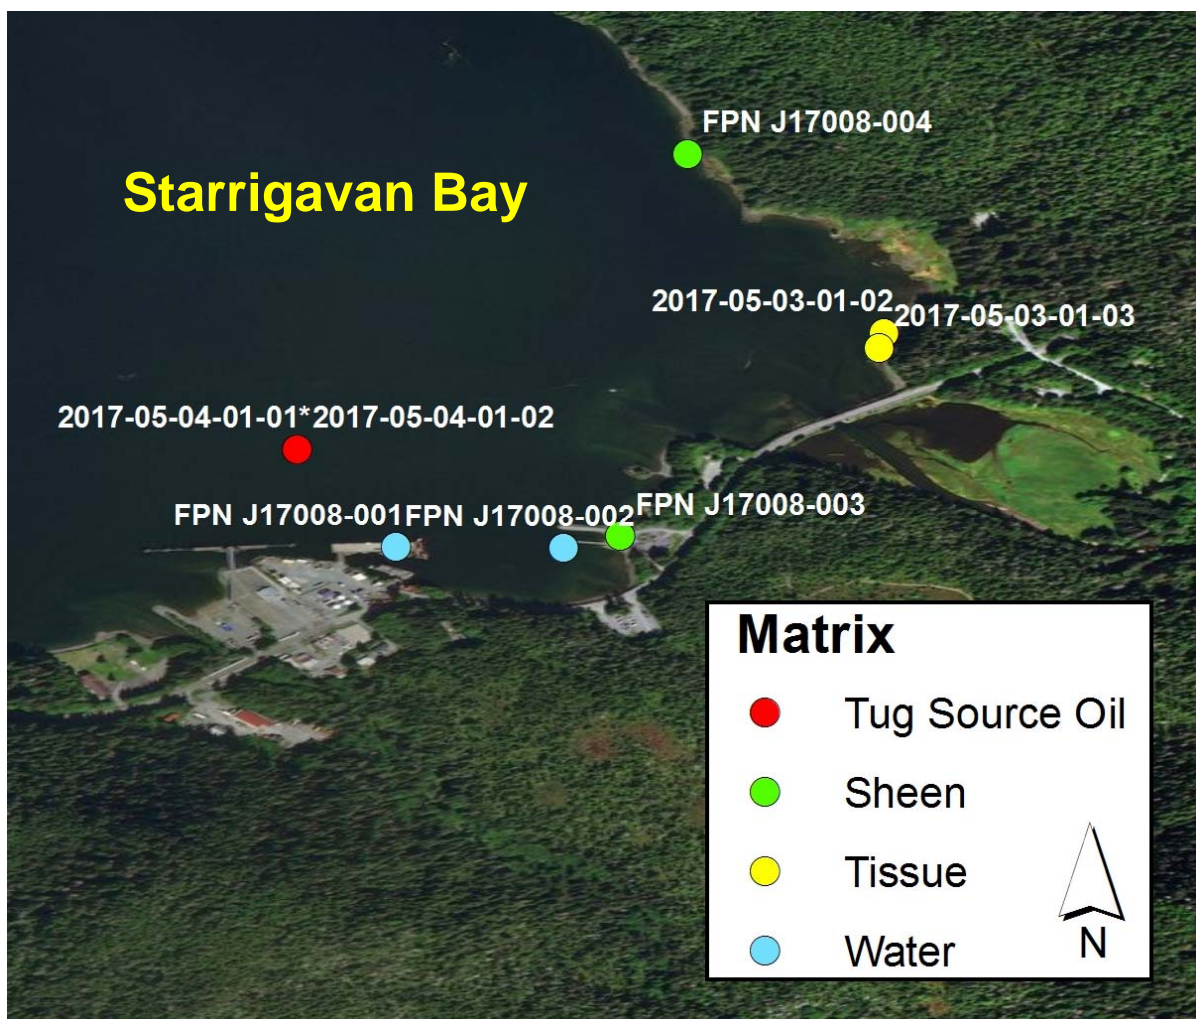 FPN J17008-004
Starrigavan Bay
2017-05-03-01-02
2017-05-03-01-03
2017-05-04-01-01*2017-05-04-01-02
FPN J17008-001
FPN J17008-002
FPN J17008-003
Matrix
Tug Source Oil
Sheen
Tissue
Water
N